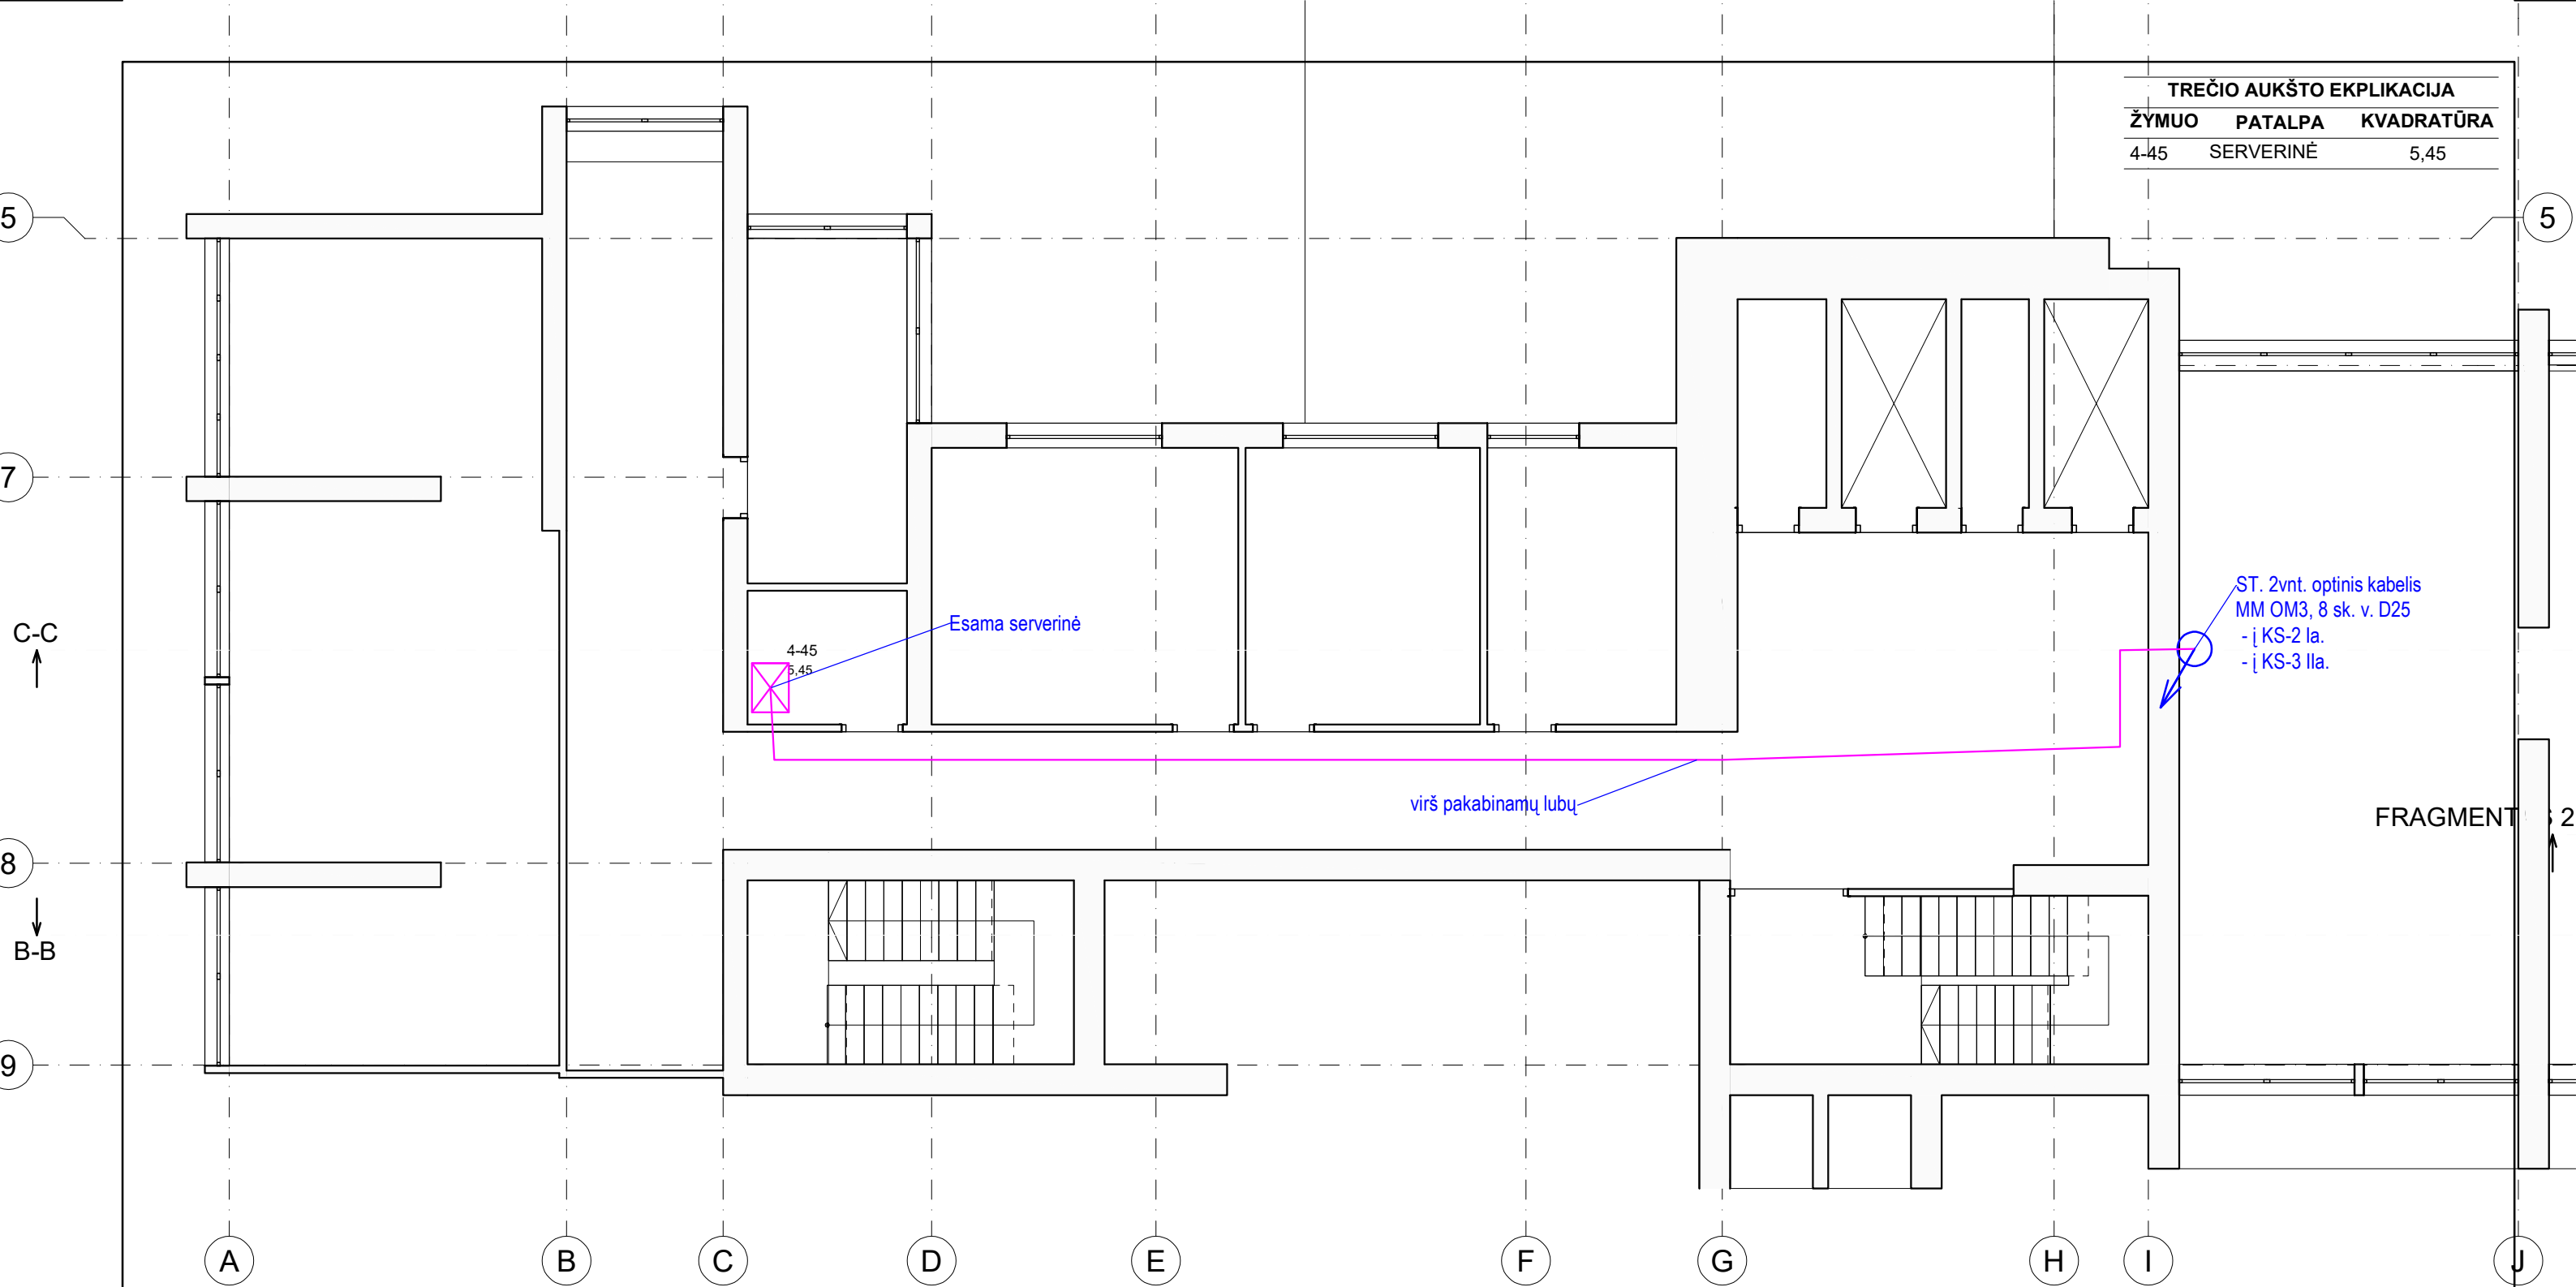 TREČIO AUKŠTO EKPLIKACIJA
ŽYMUO PATALPA KVADRATŪRA
4-45 SERVERINĖ 5,45
5
5
7
C-C
Esama serverinė
4-45
5,45
ST. 2vnt. optinis kabelis
MM OM3, 8 sk. v. D25
- į KS-2 Ia.
- į KS-3 IIa.
virš pakabinamų lubų
FRAGMENT S 2
8
B-B
9
A B C D E F G H I J